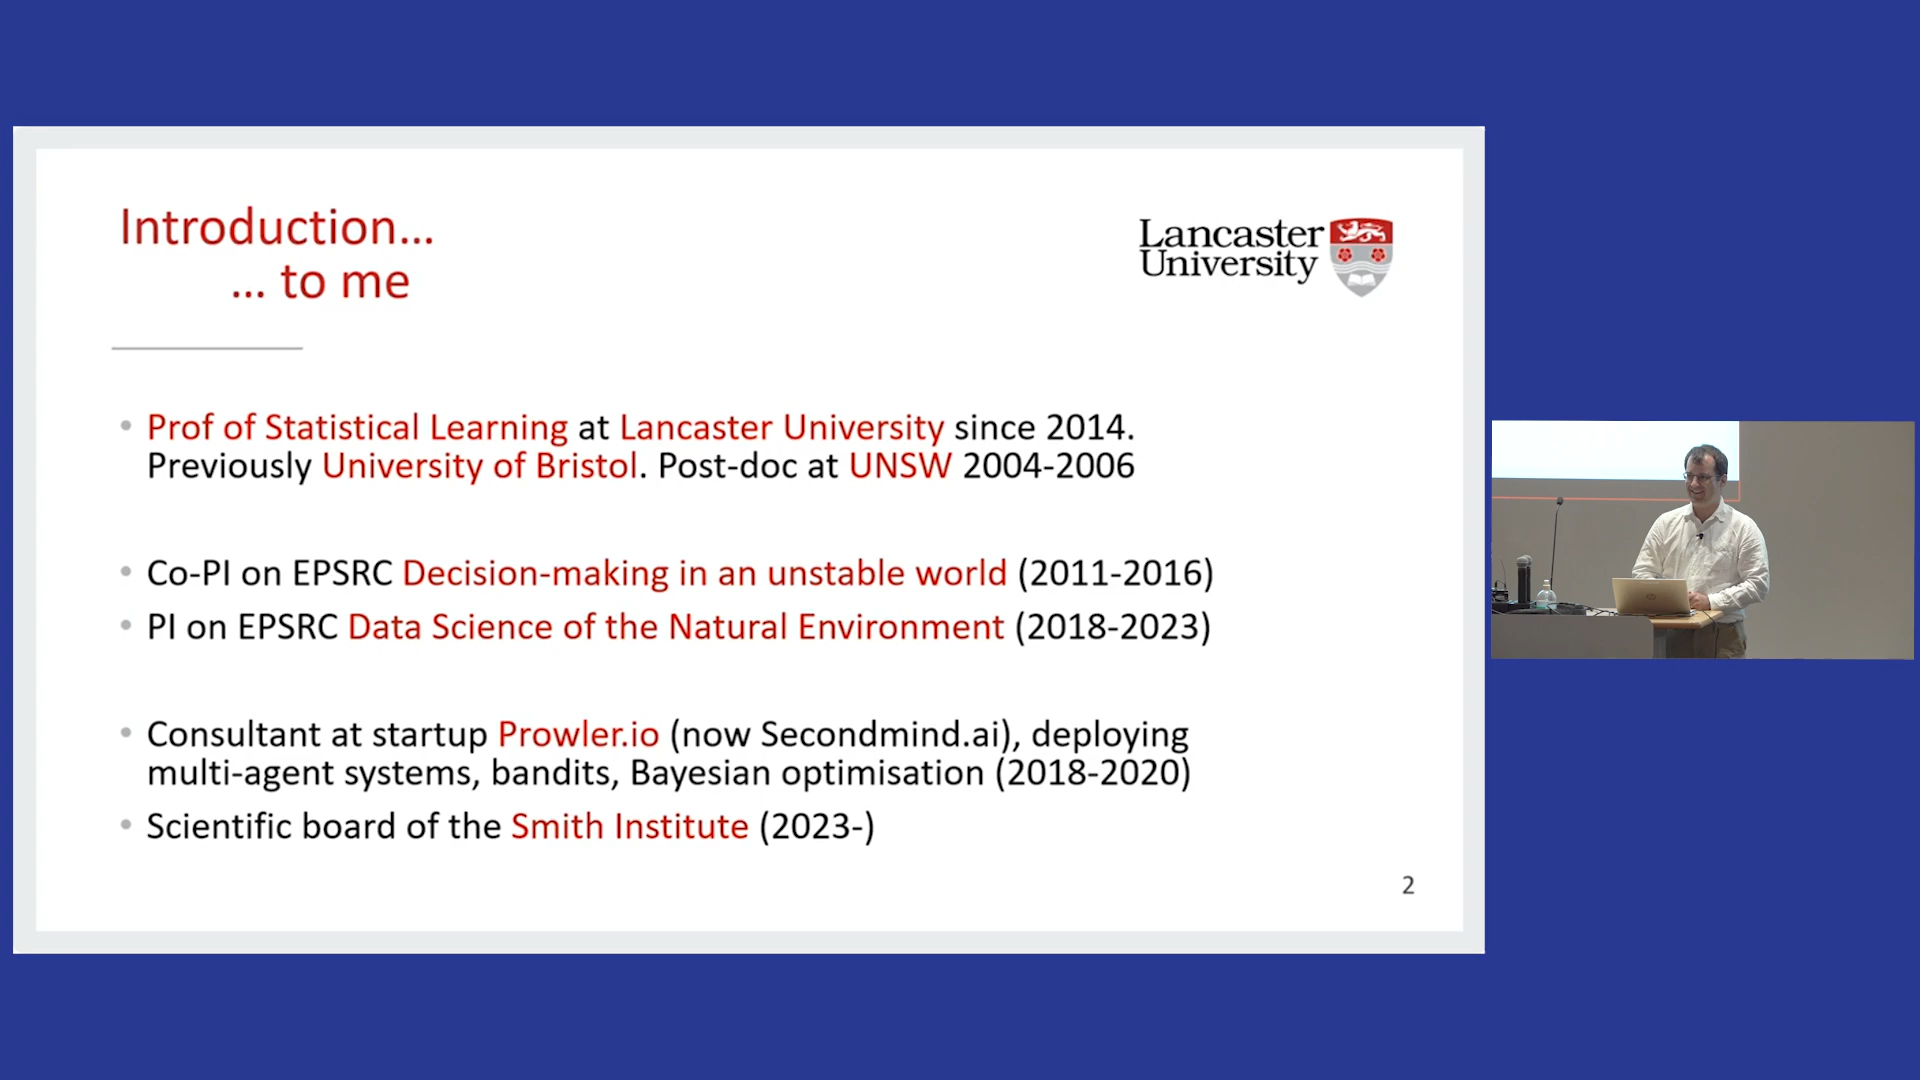 Introduction...
... to me
Lancaster
University
• Prof of Statistical Learning at Lancaster University since 2014.
Previously University of Bristol. Post-doc at UNSW 2004-2006
• Co-PI on EPSRC Decision-making in an unstable world (2011-2016)
• PI on EPSRC Data Science of the Natural Environment (2018-2023)
• Consultant at startup Prowler.io (now Secondmind.ai), deploying
multi-agent systems, bandits, Bayesian optimisation (2018-2020)
• Scientific board of the Smith Institute (2023-)
2